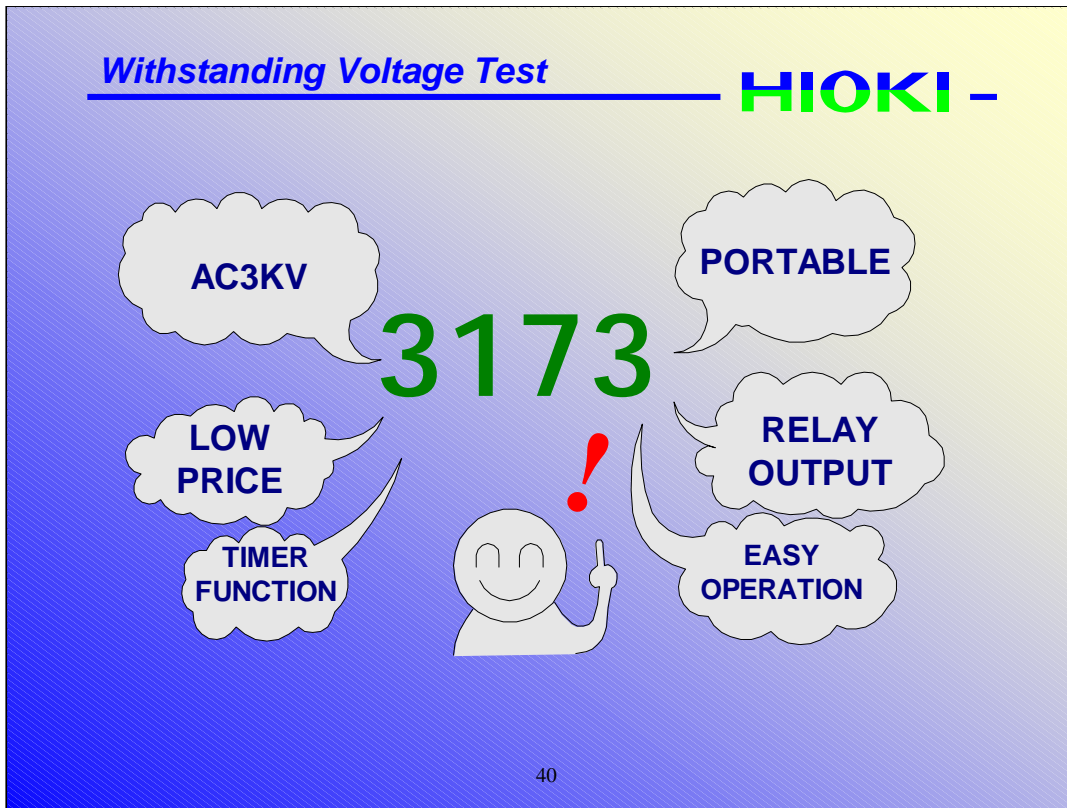 Withstanding Voltage Test
HIOKI
AC3KV
PORTABLE
3173
LOW
PRICE
RELAY
OUTPUT
!
TIMER
FUNCTION
EASY
OPERATION
40